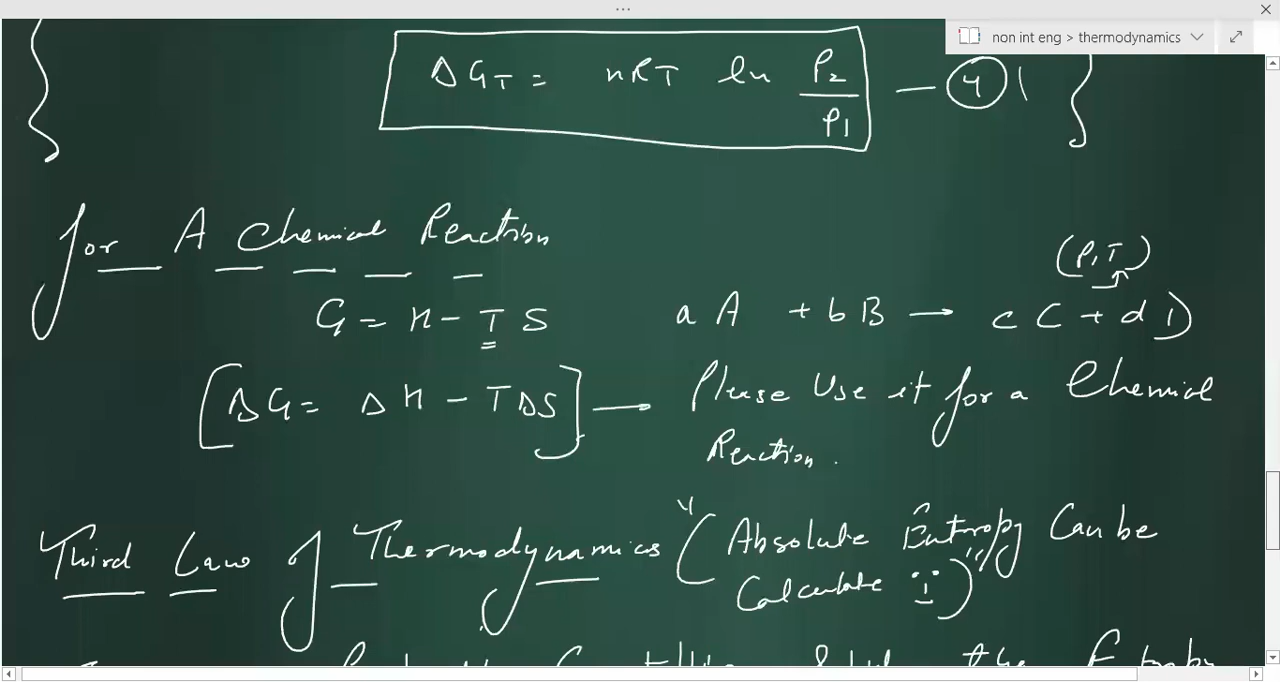 non int eng > thermodynamics
ΔG_T = nRT ln P₂/P₁ — ④
for A Chemical Reaction
(P, T)
G = H - TS aA + bB → cC + dD
[ΔG = ΔH - TΔS] — Please Use it for a Chemical
Reaction.
Third Law of Thermodynamics (Absolute Entropy Can be
Calculate)
the